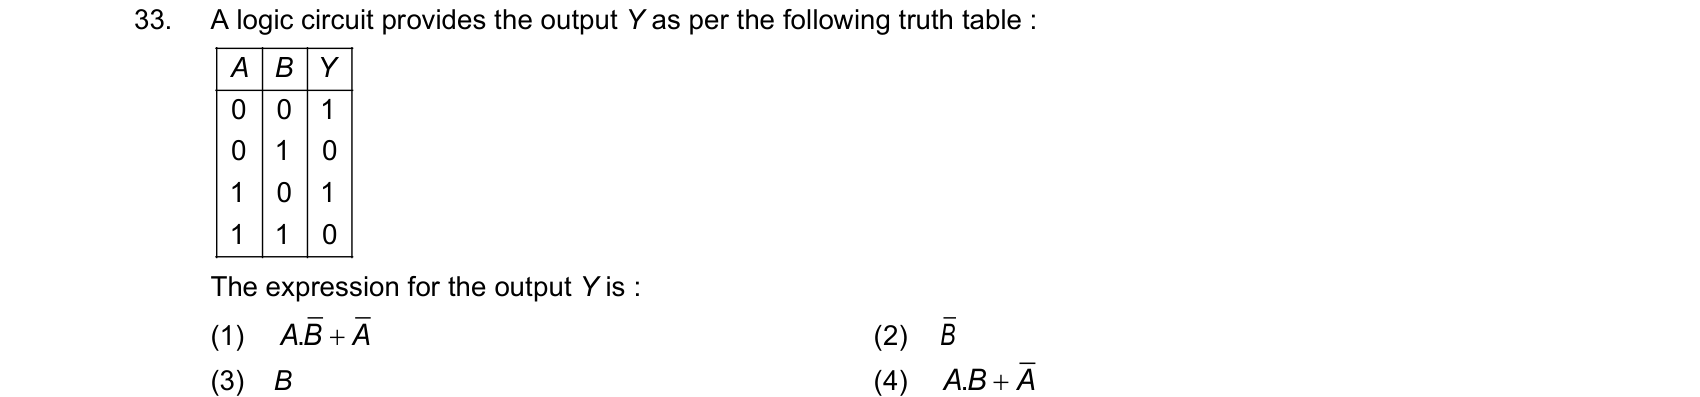 33. A logic circuit provides the output Y as per the following truth table :
A B Y
0 0 1
0 1 0
1 0 1
1 1 0
The expression for the output Y is :
(1) A.B̅ + A̅ (2) B̅
(3) B (4) A.B + A̅